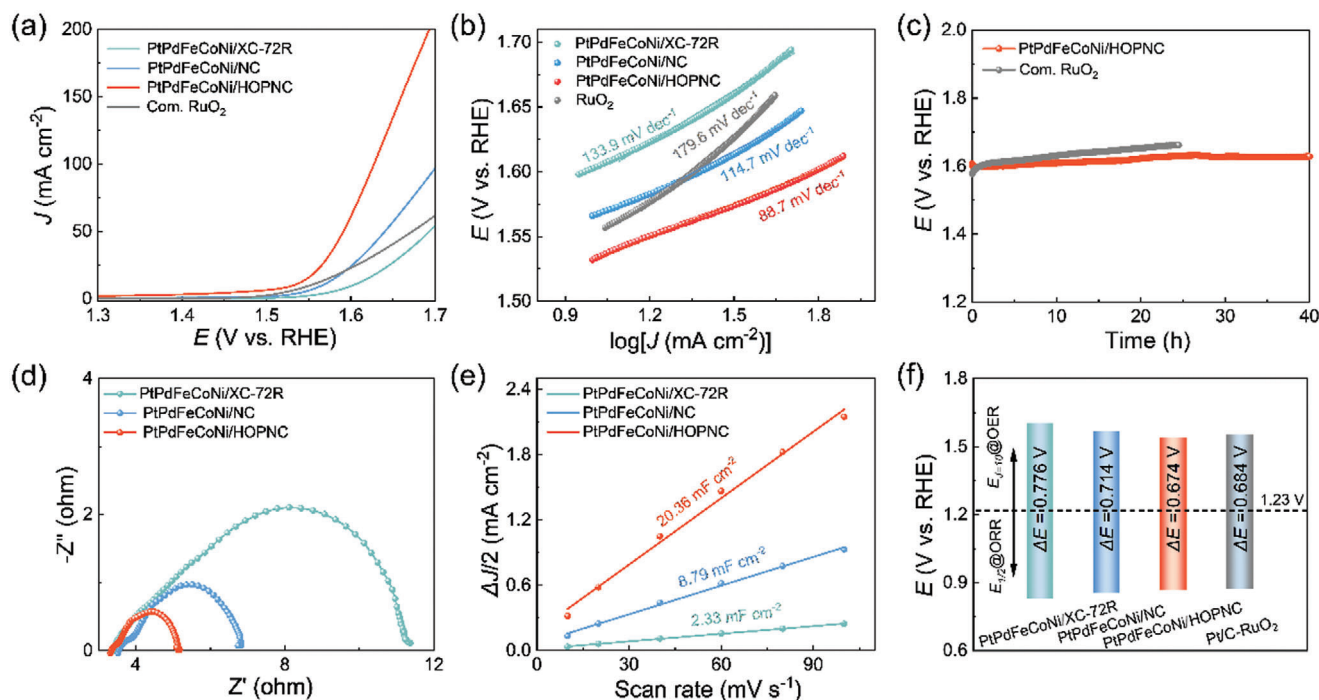 (a)
200
150
100
50
0
J (mA cm⁻²)
PtPdFeCoNi/XC-72R
PtPdFeCoNi/NC
PtPdFeCoNi/HOPNC
Com. RuO₂
1.3 1.4 1.5 1.6 1.7
E (V vs. RHE)
(b)
1.70
1.65
1.60
1.55
1.50
E (V vs. RHE)
PtPdFeCoNi/XC-72R
PtPdFeCoNi/NC
PtPdFeCoNi/HOPNC
RuO₂
133.9 mV dec⁻¹
179.6 mV dec⁻¹
114.7 mV dec⁻¹
88.7 mV dec⁻¹
0.9 1.2 1.5 1.8
log[J (mA cm⁻²)]
(c)
2.0
1.8
1.6
1.4
1.2
E (V vs. RHE)
PtPdFeCoNi/HOPNC
Com. RuO₂
0 10 20 30 40
Time (h)
(d)
4
2
0
-Z" (ohm)
PtPdFeCoNi/XC-72R
PtPdFeCoNi/NC
PtPdFeCoNi/HOPNC
4 8 12
Z' (ohm)
(e)
2.4
1.8
1.2
0.6
0.0
ΔJ/2 (mA cm⁻²)
PtPdFeCoNi/XC-72R
PtPdFeCoNi/NC
PtPdFeCoNi/HOPNC
20.36 mF cm⁻²
8.79 mF cm⁻²
2.33 mF cm⁻²
0 30 60 90
Scan rate (mV s⁻¹)
(f)
1.8
1.5
1.2
0.9
0.6
E (V vs. RHE)
E_J=10@OER
E_1/2@ORR
ΔE = 0.776 V
ΔE = 0.714 V
ΔE = 0.674 V
ΔE = 0.684 V
1.23 V
PtPdFeCoNi/XC-72R
PtPdFeCoNi/NC
PtPdFeCoNi/HOPNC
Pt/C-RuO₂